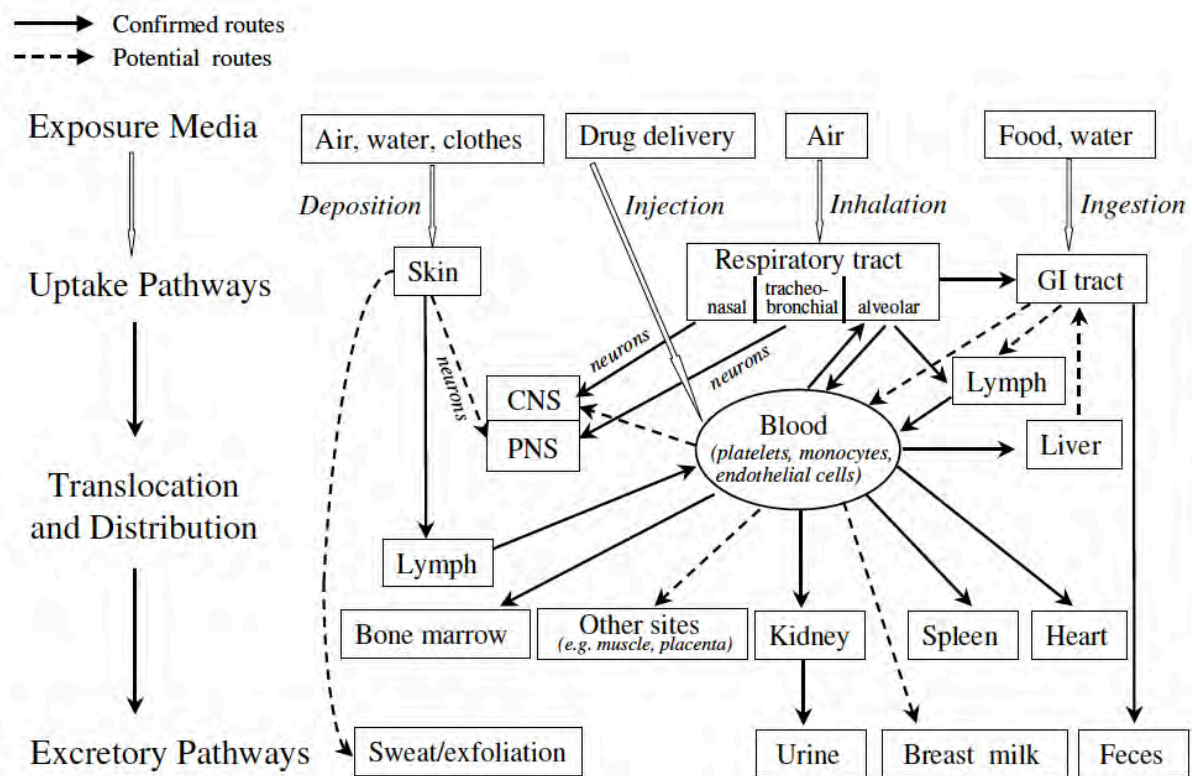 Confirmed routes
Potential routes
Exposure Media
Air, water, clothes
Drug delivery
Air
Food, water
Deposition
Injection
Inhalation
Ingestion
Uptake Pathways
Skin
Respiratory tract
nasal
tracheo-
bronchial
alveolar
GI tract
neurons
neurons
neurons
CNS
PNS
Lymph
Blood
(platelets, monocytes,
endothelial cells)
Liver
Translocation
and Distribution
Lymph
Bone marrow
Other sites
(e.g. muscle, placenta)
Kidney
Spleen
Heart
Excretory Pathways
Sweat/exfoliation
Urine
Breast milk
Feces